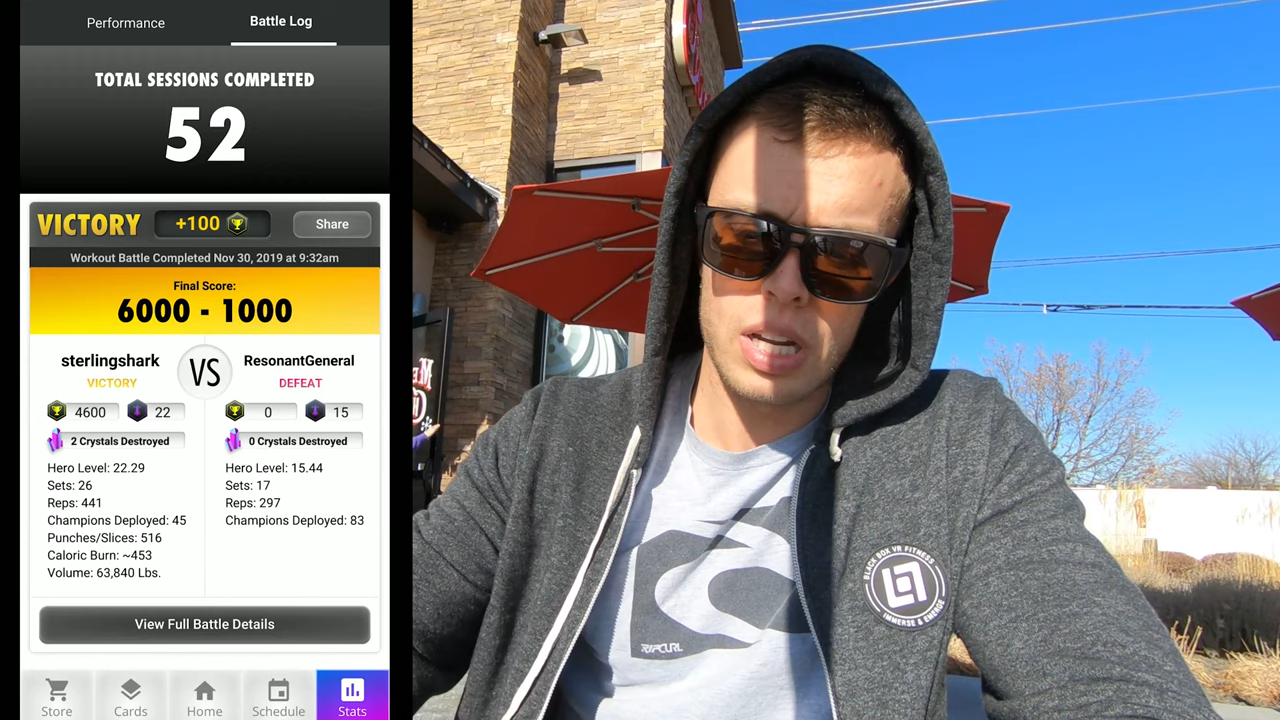 Performance
Battle Log
TOTAL SESSIONS COMPLETED
52
VICTORY
+100
Share
Workout Battle Completed Nov 30, 2019 at 9:32am
Final Score:
6000 - 1000
sterlingshark
VS
ResonantGeneral
VICTORY
DEFEAT
4600
22
0
15
2 Crystals Destroyed
0 Crystals Destroyed
Hero Level: 22.29
Hero Level: 15.44
Sets: 26
Sets: 17
Reps: 441
Reps: 297
Champions Deployed: 45
Champions Deployed: 83
Punches/Slices: 516
Caloric Burn: ~453
Volume: 63,840 Lbs.
View Full Battle Details
Store
Cards
Home
Schedule
Stats
BLACK BOX VR FITNESS
IMMERSE & EMERGE
RIPCURL